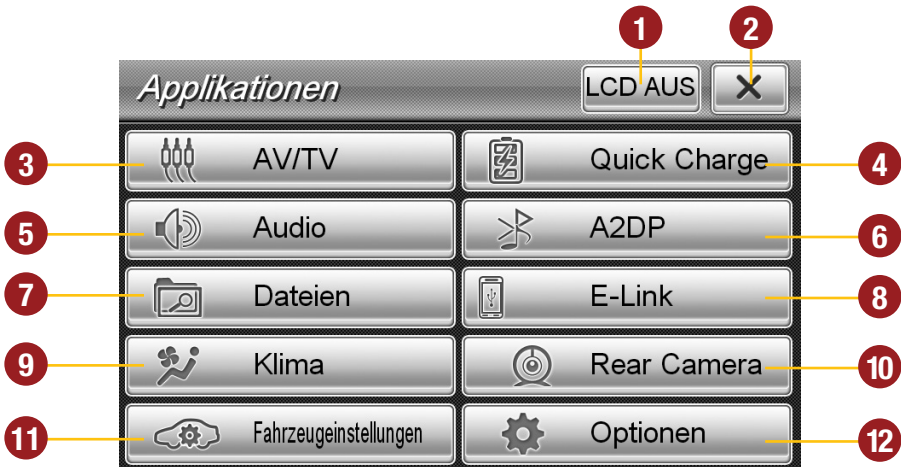 1 2
Applikationen LCD AUS
3 AV/TV Quick Charge 4
5 Audio A2DP 6
7 Dateien E-Link 8
9 Klima Rear Camera 10
11 Fahrzeugeinstellungen Optionen 12